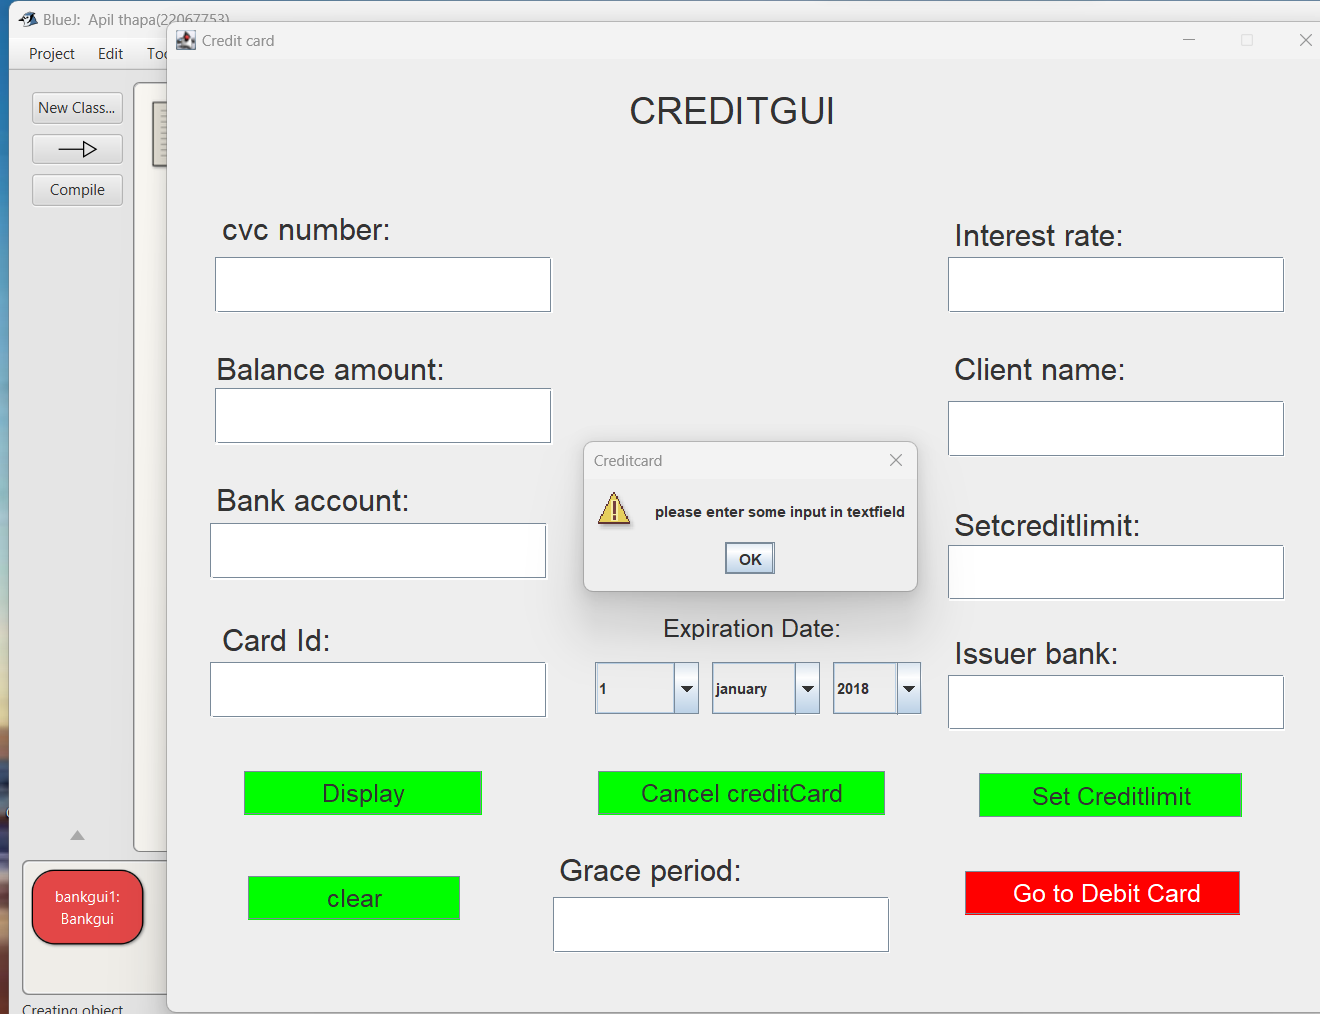 BlueJ: Apil thapa(22067753)
Credit card
Project Edit
New Class...
Compile
CREDITGUI
cvc number:
Interest rate:
Balance amount:
Client name:
Creditcard
please enter some input in textfield
OK
Bank account:
Setcreditlimit:
Card Id:
Expiration Date:
1 january 2018
Issuer bank:
Display
Cancel creditCard
Set Creditlimit
clear
Grace period:
Go to Debit Card
bankgui1:
Bankgui
Creating object